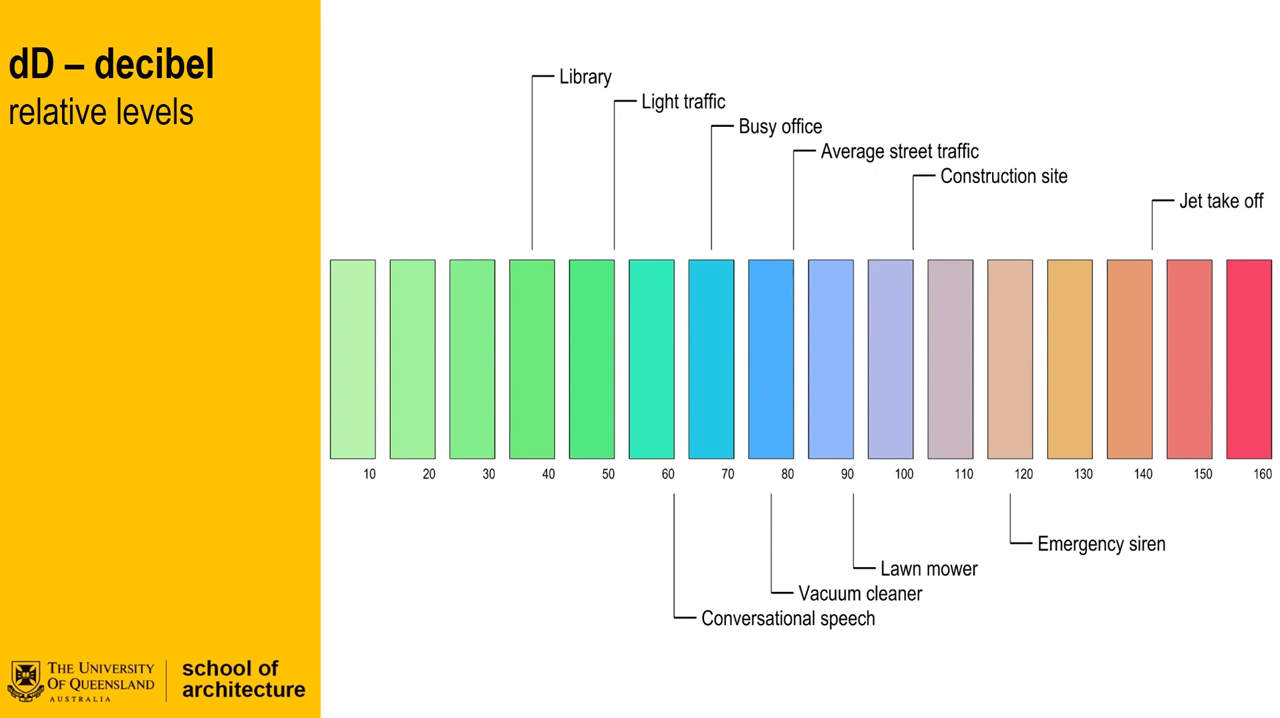 dD – decibel
relative levels
Library
Light traffic
Busy office
Average street traffic
Construction site
Jet take off
10 20 30 40 50 60 70 80 90 100 110 120 130 140 150 160
Emergency siren
Lawn mower
Vacuum cleaner
Conversational speech
THE UNIVERSITY
OF QUEENSLAND
AUSTRALIA
school of
architecture